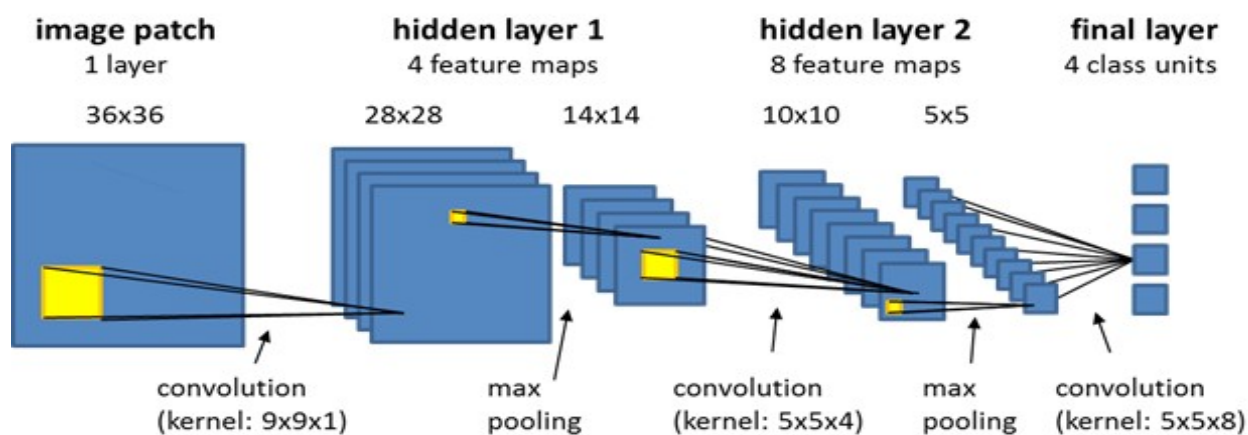 image patch
1 layer
36x36
hidden layer 1
4 feature maps
28x28
14x14
hidden layer 2
8 feature maps
10x10
5x5
final layer
4 class units
convolution
(kernel: 9x9x1)
max
pooling
convolution
(kernel: 5x5x4)
max
pooling
convolution
(kernel: 5x5x8)